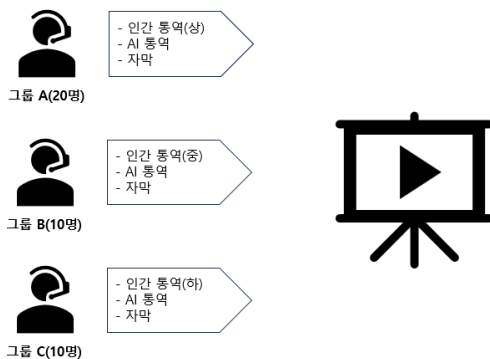 - 인간 통역(상)
- AI 통역
- 자막
그룹 A(20명)
- 인간 통역(중)
- AI 통역
- 자막
그룹 B(10명)
- 인간 통역(하)
- AI 통역
- 자막
그룹 C(10명)